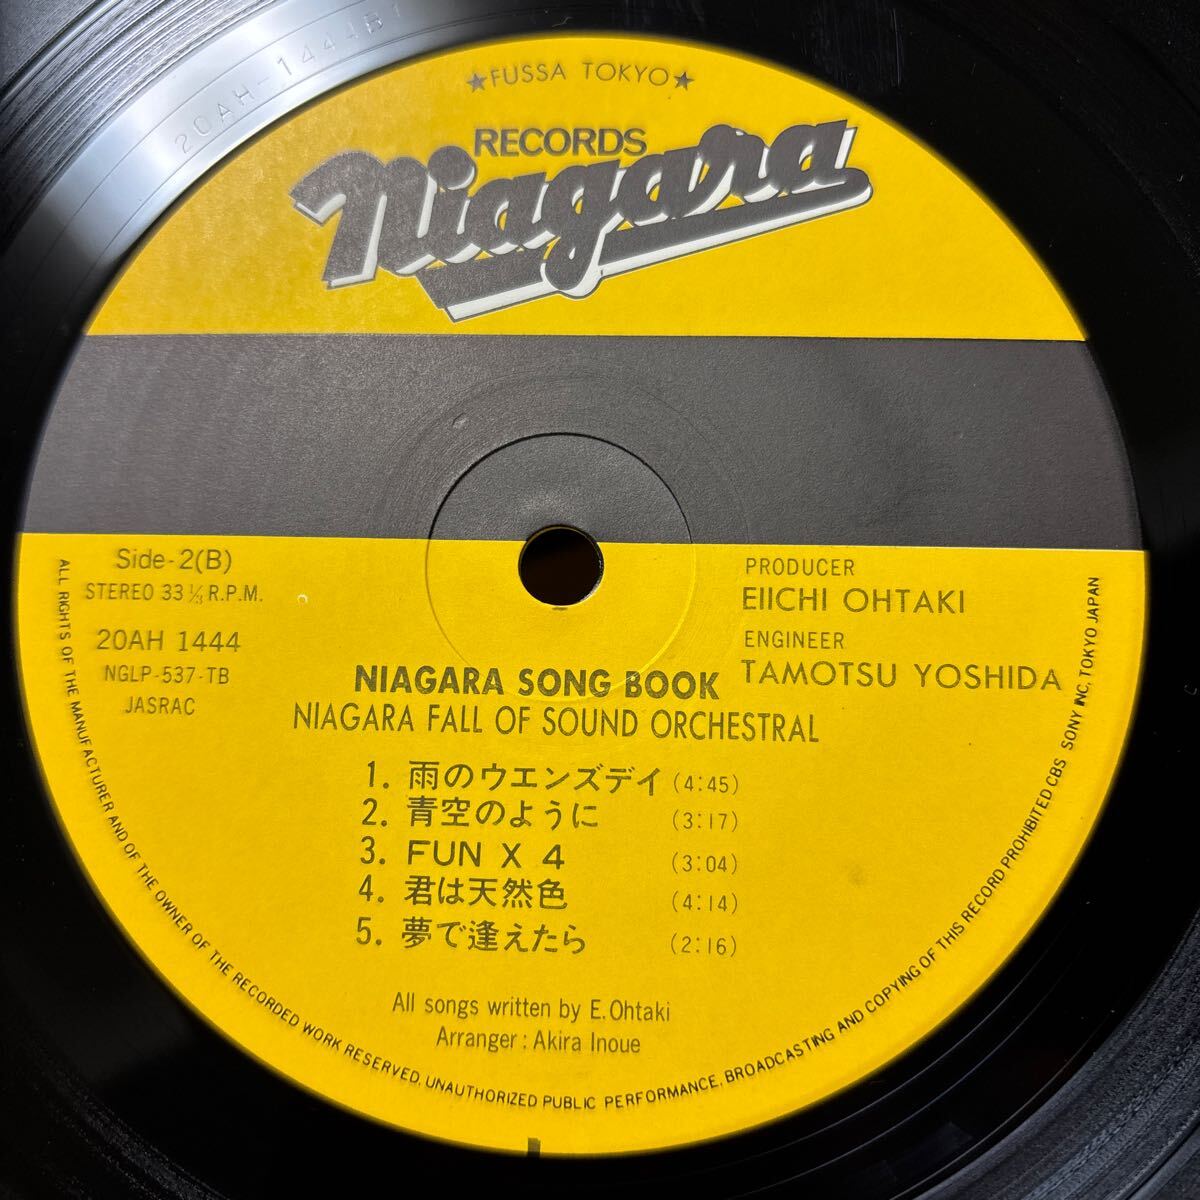 20AH-1444B1
★FUSSA TOKYO★
RECORDS
Niagara
Side-2(B)
STEREO 33 1/3 R.P.M.
20AH 1444
NGLP-537-TB
JASRAC
PRODUCER
EIICHI OHTAKI
ENGINEER
TAMOTSU YOSHIDA
NIAGARA SONG BOOK
NIAGARA FALL OF SOUND ORCHESTRAL
1. 雨のウエンズデイ (4:45)
2. 青空のように (3:17)
3. FUN X 4 (3:04)
4. 君は天然色 (4:14)
5. 夢で逢えたら (2:16)
All songs written by E. Ohtaki
Arranger : Akira Inoue
ALL RIGHTS OF THE MANUFACTURER AND OF THE OWNER OF THE RECORDED WORK RESERVED. UNAUTHORIZED PUBLIC PERFORMANCE, BROADCASTING AND COPYING OF THIS RECORD PROHIBITED CBS SONY INC, TOKYO JAPAN